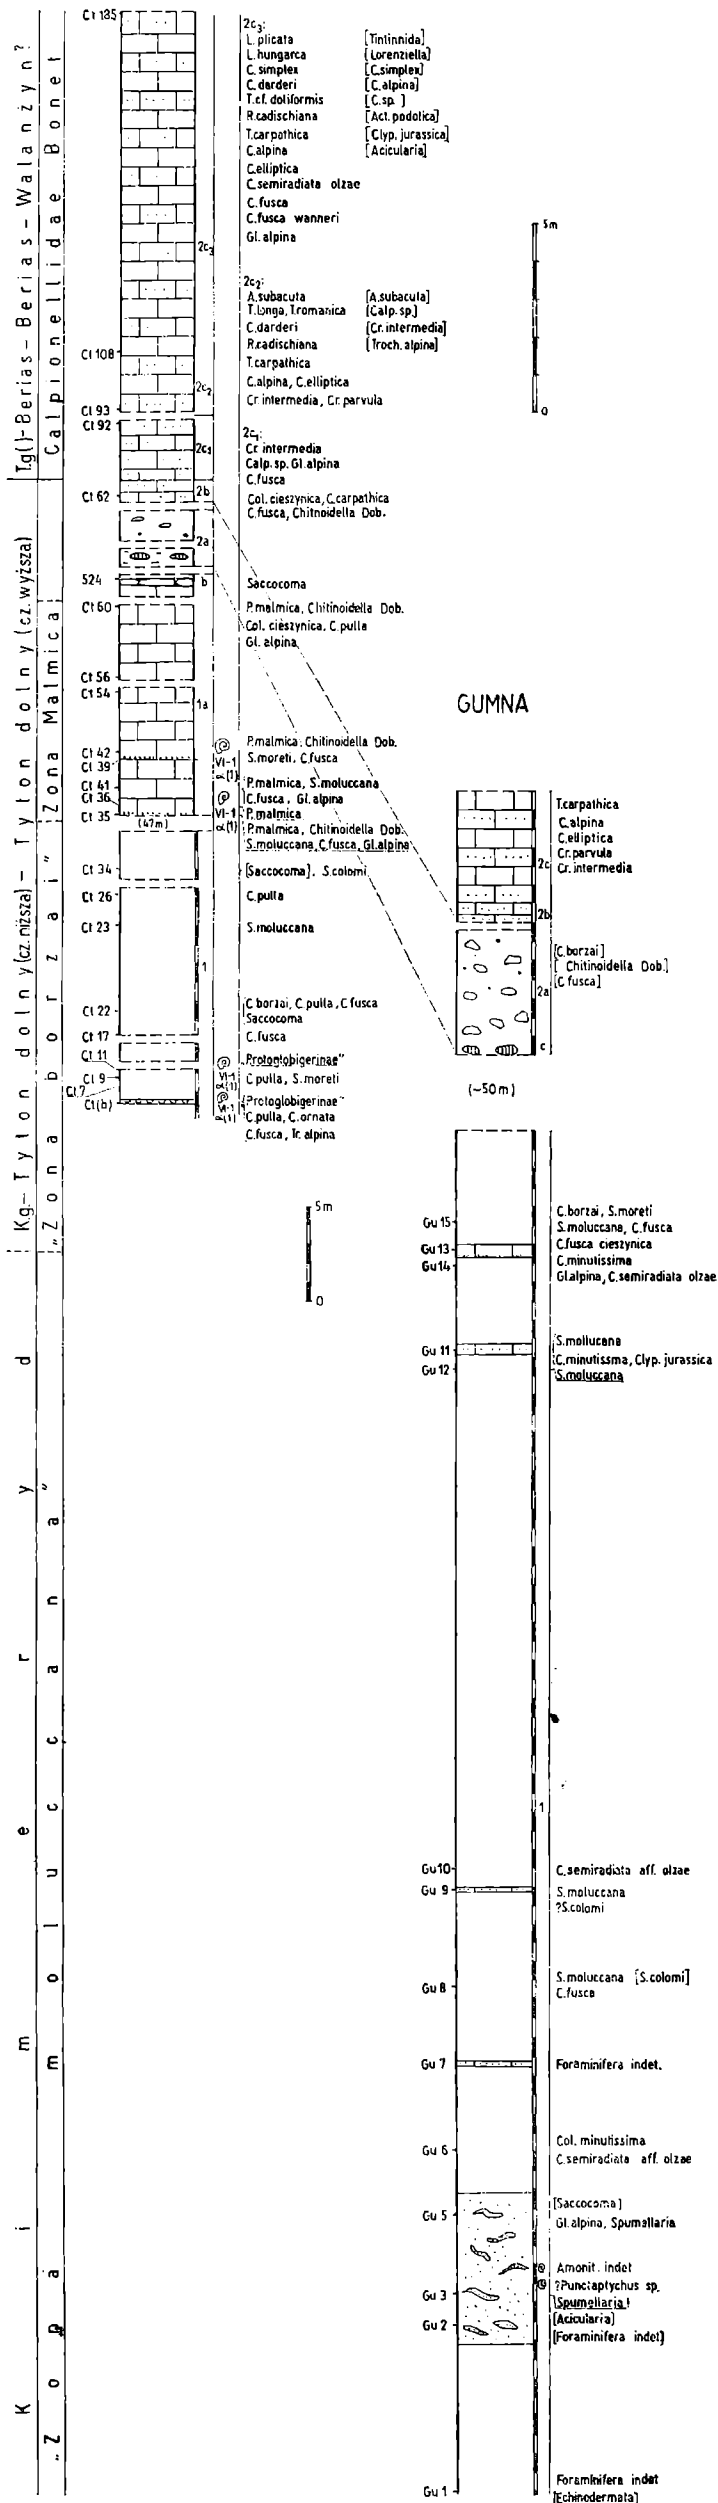 T.g()-Berias-Walanżyn?
Calpionellidae Bonet
Tyton dolny (cz. wyższa)
Zona Malmica
K.g.-Tyton dolny (cz. niższa)-
„Zona borzai"
Kimmerydy
„Zona moluccana"
Ct 135
Ct 108
Ct 93
Ct 92
Ct 62
524
Ct 60
Ct 56
Ct 54
Ct 42
Ct 39
Ct 41
Ct 36
Ct 35
(47m)
Ct 34
Ct 26
Ct 23
Ct 22
Ct 17
Ct 11
Ct 9
Ct 7
Ct(b)
2c3
2c2
2c1
2b
2a
b
1a
1
VI-1
α(1)
VI-1
α(1)
VI-1
α(1)
VI-1
α(1)
2c3:
L. plicata [Tintinnida]
L. hungarca [Lorenziella]
C. simplex [C. simplex]
C. darderi [C. alpina]
T. cf. doliformis [C. sp.]
R. cadischiana [Act. podolica]
T. carpathica [Clyp. jurassica]
C. alpina [Acicularia]
C. elliptica
C. semiradiata olzae
C. fusca
C. fusca wanneri
Gl. alpina
2c2:
A. subacuta [A. subacula]
T. longa, T. romanica [Calp. sp.]
C. darderi [Cr. intermedia]
R. cadischiana [Troch. alpina]
T. carpathica
C. alpina, C. elliptica
Cr. intermedia, Cr. parvula
2c1:
Cr. intermedia
Calp. sp. Gl. alpina
C. fusca
Col. cieszynica, C. carpathica
C. fusca, Chitnoidella Dob.
Saccocoma
P. malmica, Chitinoidella Dob.
Col. cieszynica, C. pulla
Gl. alpina
P. malmica, Chitinoidella Dob.
S. moreti, C. fusca
P. malmica, S. moluccana
C. fusca, Gl. alpina
P. malmica
P. malmica, Chitinoidella Dob.
S. moluccana, C. fusca, Gl. alpina
[Saccocoma], S. colomi
C. pulla
S. moluccana
C. borzai, C. pulla, C. fusca
Saccocoma
C. fusca
„Protoglobigerinae"
C. pulla, S. moreti
„Protoglobigerinae"
C. pulla, C. ornata
C. fusca, Tr. alpina
5m
0
5m
0
GUMNA
T. carpathica
C. alpina
C. elliptica
Cr. parvula
Cr. intermedia
2c
2b
2a
c
[C. borzai]
[Chitinoidella Dob.]
[C. fusca]
(~50m)
Gu 15
Gu 13
Gu 14
C. borzai, S. moreti
S. moluccana, C. fusca
C. fusca cieszynica
C. minutissima
Gl. alpina, C. semiradiata olzae
Gu 11
Gu 12
S. mollucana
C. minutissma, Clyp. jurassica
S. moluccana
1
Gu 10
Gu 9
C. semiradiata aff. olzae
S. moluccana
?S. colomi
Gu 8
S. moluccana [S. colomi]
C. fusca
Gu 7
Foraminifera indet.
Gu 6
Col. minutissima
C. semiradiata aff. olzae
Gu 5
[Saccocoma]
Gl. alpina, Spumellaria
Amonit. indet
Gu 3
?Punctaptychus sp.
[Spumellaria]
Gu 2
[Acicularia]
[Foraminifera indet]
Gu 1
Foraminifera indet
[Echinodermata]